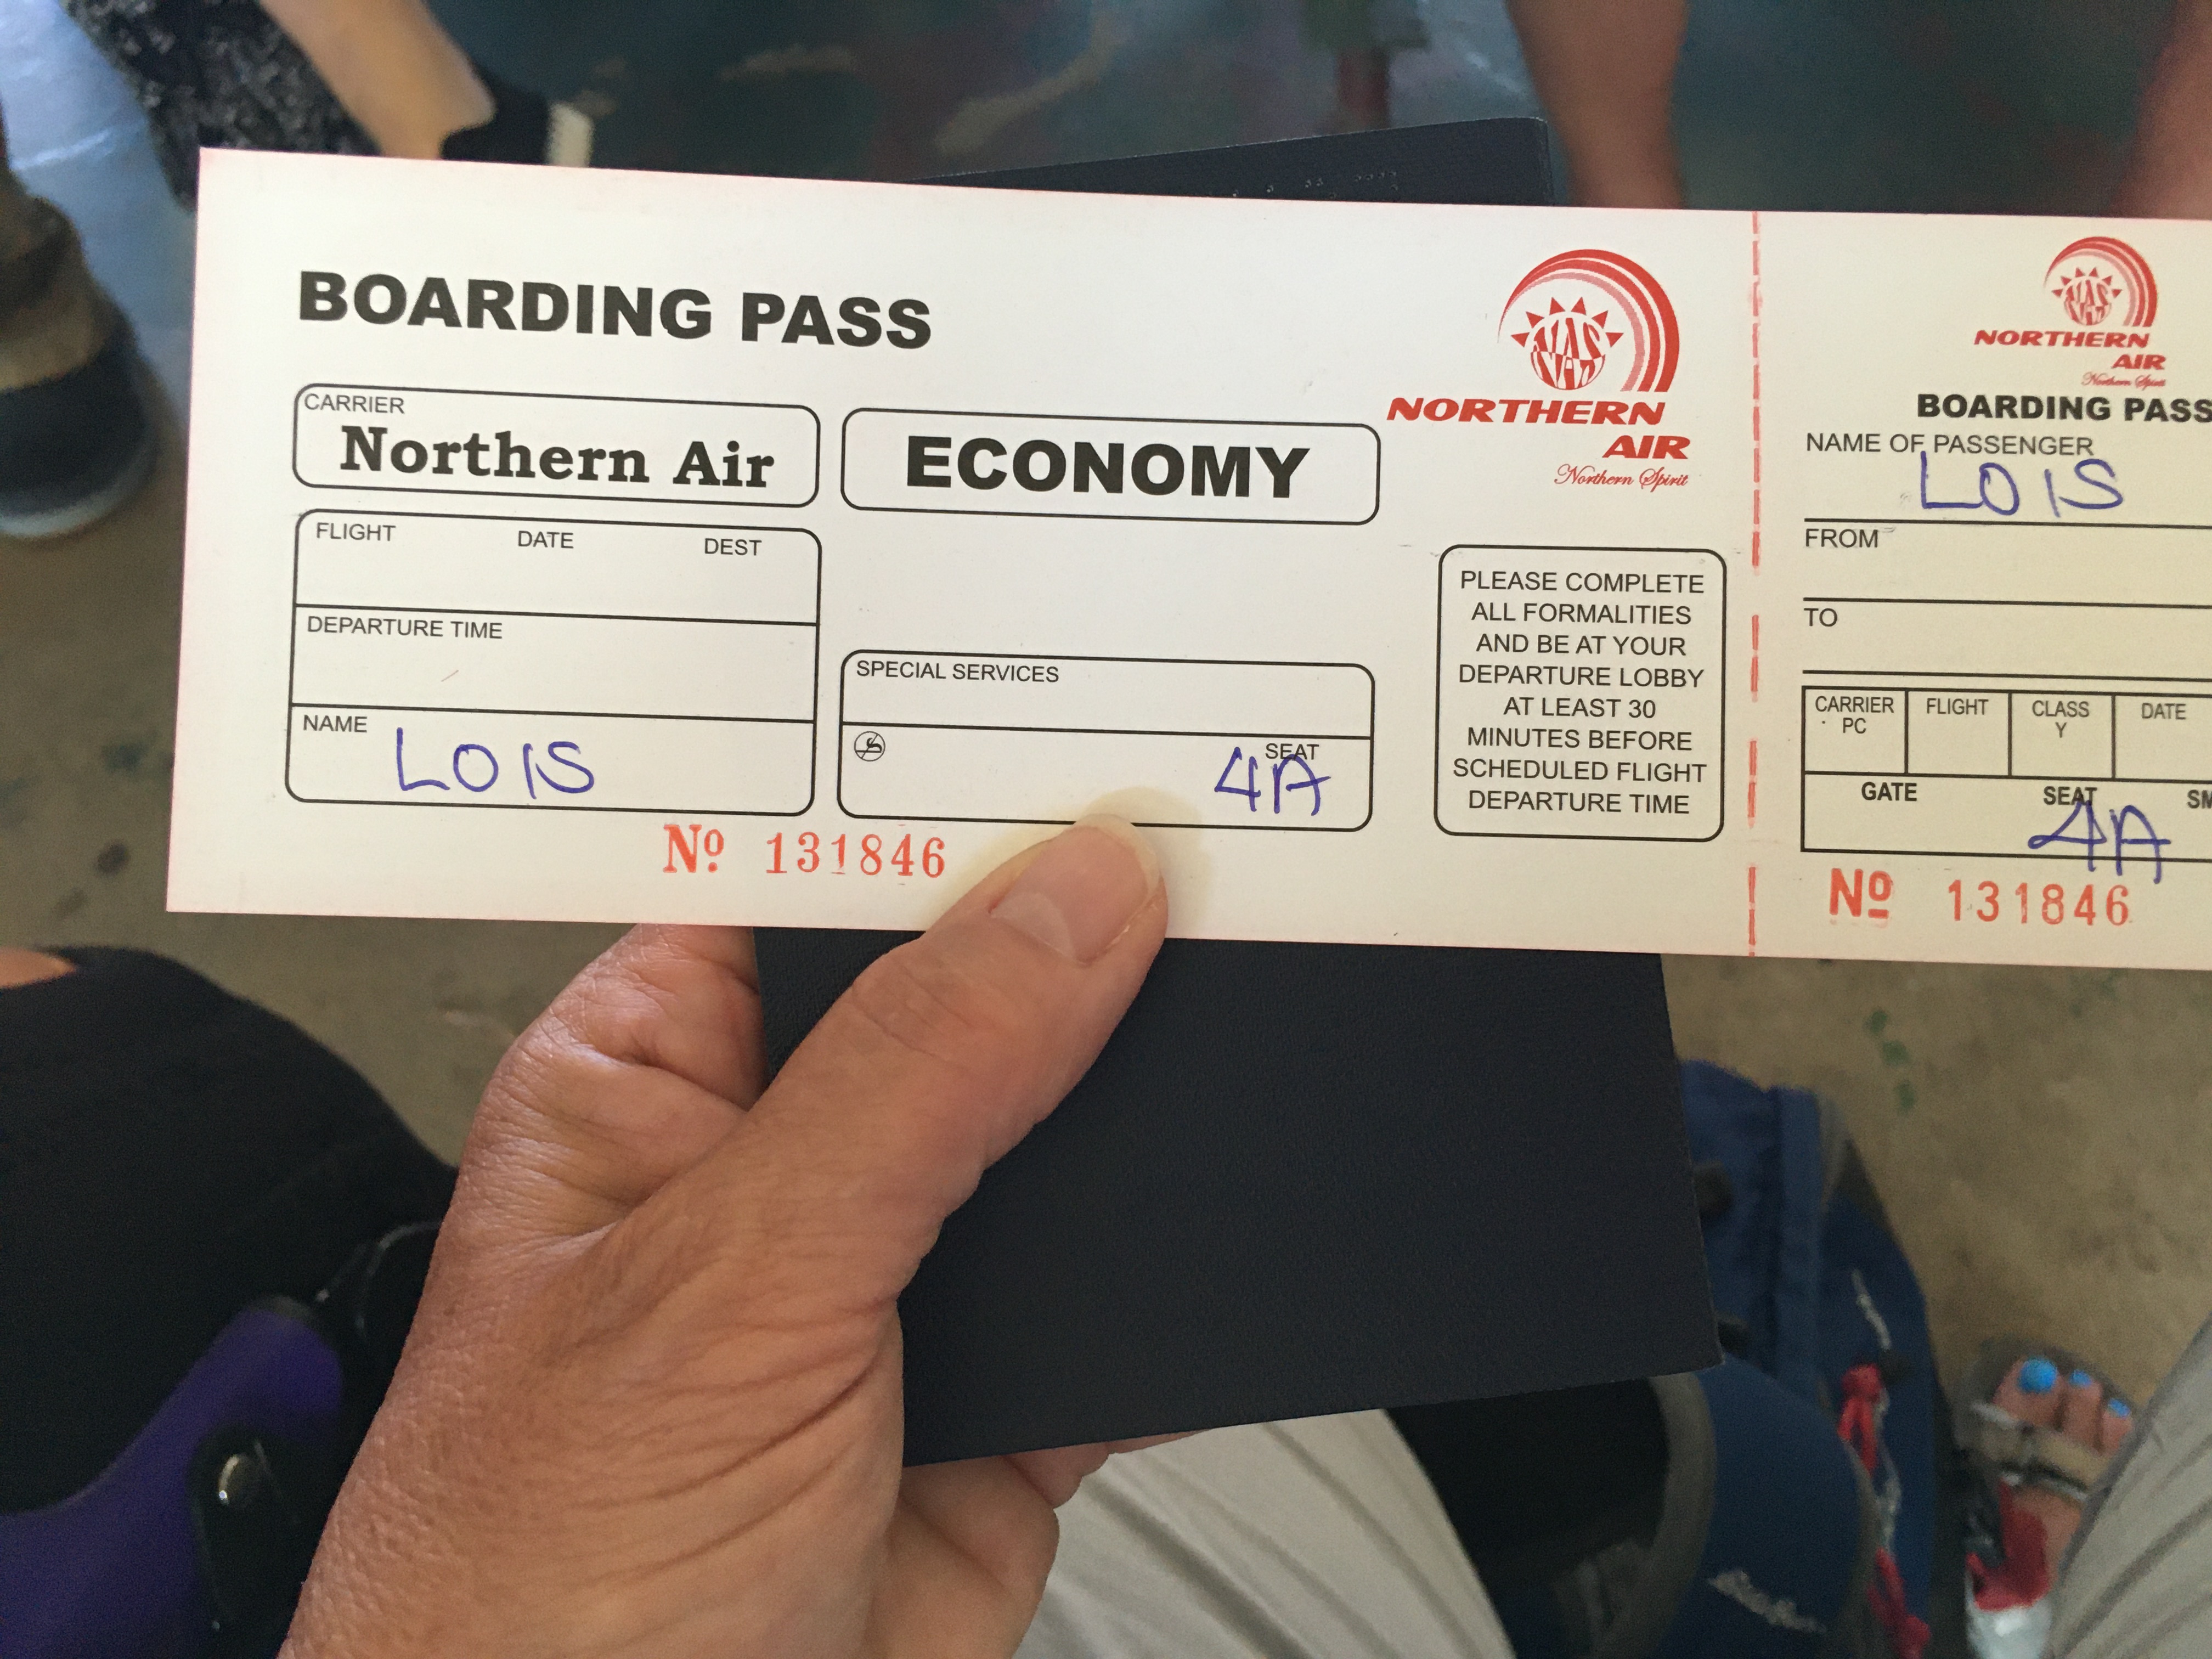 BOARDING PASS
CARRIER
Northern Air
ECONOMY
NAS
NORTHERN
AIR
Northern Spirit
FLIGHT DATE DEST
DEPARTURE TIME
NAME LOIS
SPECIAL SERVICES
SEAT
4A
PLEASE COMPLETE
ALL FORMALITIES
AND BE AT YOUR
DEPARTURE LOBBY
AT LEAST 30
MINUTES BEFORE
SCHEDULED FLIGHT
DEPARTURE TIME
Nº 131846
NORTHERN
AIR
Northern Spirit
BOARDING PASS
NAME OF PASSENGER
LOIS
FROM
TO
CARRIER FLIGHT CLASS DATE
PC Y
GATE SEAT SM
4A
Nº 131846